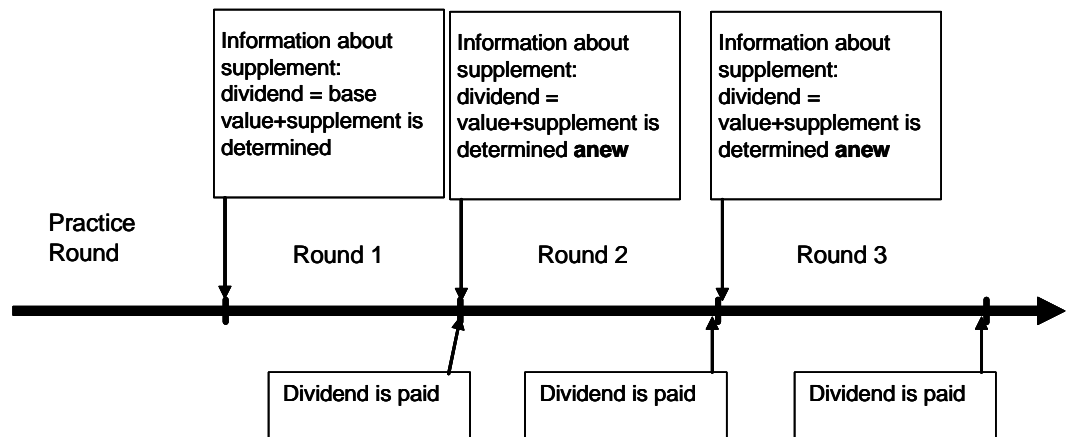 Information about
supplement:
dividend = base
value+supplement is
determined
Information about
supplement:
dividend =
value+supplement is
determined anew
Information about
supplement:
dividend =
value+supplement is
determined anew
Practice
Round
Round 1
Round 2
Round 3
Dividend is paid
Dividend is paid
Dividend is paid